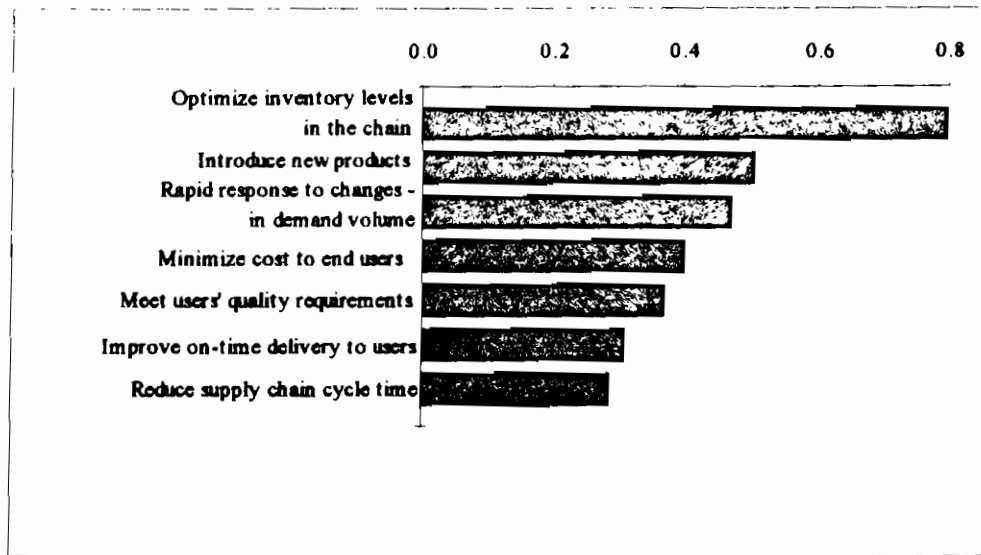 0.0 0.2 0.4 0.6 0.8
Optimize inventory levels
in the chain
Introduce new products
Rapid response to changes -
in demand volume
Minimize cost to end users
Meet users' quality requirements
Improve on-time delivery to users
Reduce supply chain cycle time